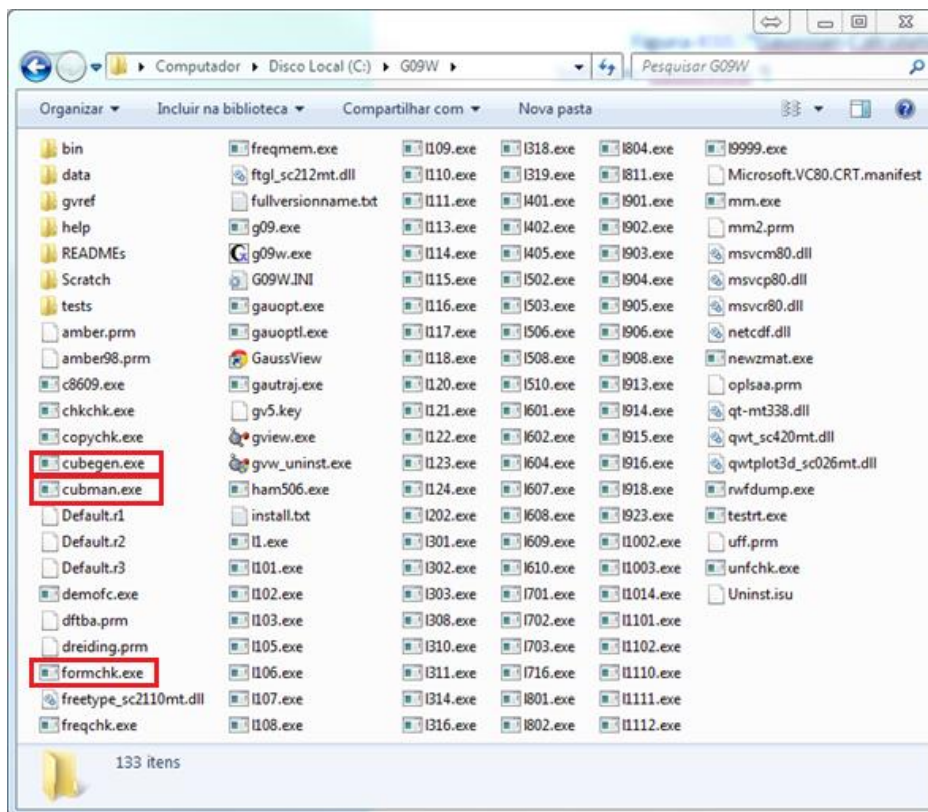 Computador ▸ Disco Local (C:) ▸ G09W ▸
Pesquisar G09W
Organizar
Incluir na biblioteca
Compartilhar com
Nova pasta
bin
data
gvref
help
READMEs
Scratch
tests
amber.prm
amber98.prm
c8609.exe
chkchk.exe
copychk.exe
cubegen.exe
cubman.exe
Default.r1
Default.r2
Default.r3
demofc.exe
dftba.prm
dreiding.prm
formchk.exe
freetype_sc2110mt.dll
freqchk.exe
freqmem.exe
ftgl_sc212mt.dll
fullversionname.txt
g09.exe
g09w.exe
G09W.INI
gauopt.exe
gauoptl.exe
GaussView
gautraj.exe
gv5.key
gview.exe
gvw_uninst.exe
ham506.exe
install.txt
l1.exe
l101.exe
l102.exe
l103.exe
l105.exe
l106.exe
l107.exe
l108.exe
l109.exe
l110.exe
l111.exe
l113.exe
l114.exe
l115.exe
l116.exe
l117.exe
l118.exe
l120.exe
l121.exe
l122.exe
l123.exe
l124.exe
l202.exe
l301.exe
l302.exe
l303.exe
l308.exe
l310.exe
l311.exe
l314.exe
l316.exe
l318.exe
l319.exe
l401.exe
l402.exe
l405.exe
l502.exe
l503.exe
l506.exe
l508.exe
l510.exe
l601.exe
l602.exe
l604.exe
l607.exe
l608.exe
l609.exe
l610.exe
l701.exe
l702.exe
l703.exe
l716.exe
l801.exe
l802.exe
l804.exe
l811.exe
l901.exe
l902.exe
l903.exe
l904.exe
l905.exe
l906.exe
l908.exe
l913.exe
l914.exe
l915.exe
l916.exe
l918.exe
l923.exe
l1002.exe
l1003.exe
l1014.exe
l1101.exe
l1102.exe
l1110.exe
l1111.exe
l1112.exe
l9999.exe
Microsoft.VC80.CRT.manifest
mm.exe
mm2.prm
msvcm80.dll
msvcp80.dll
msvcr80.dll
netcdf.dll
newzmat.exe
oplsaa.prm
qt-mt338.dll
qwt_sc420mt.dll
qwtplot3d_sc026mt.dll
rwfdump.exe
testrt.exe
uff.prm
unfchk.exe
Uninst.isu
133 itens